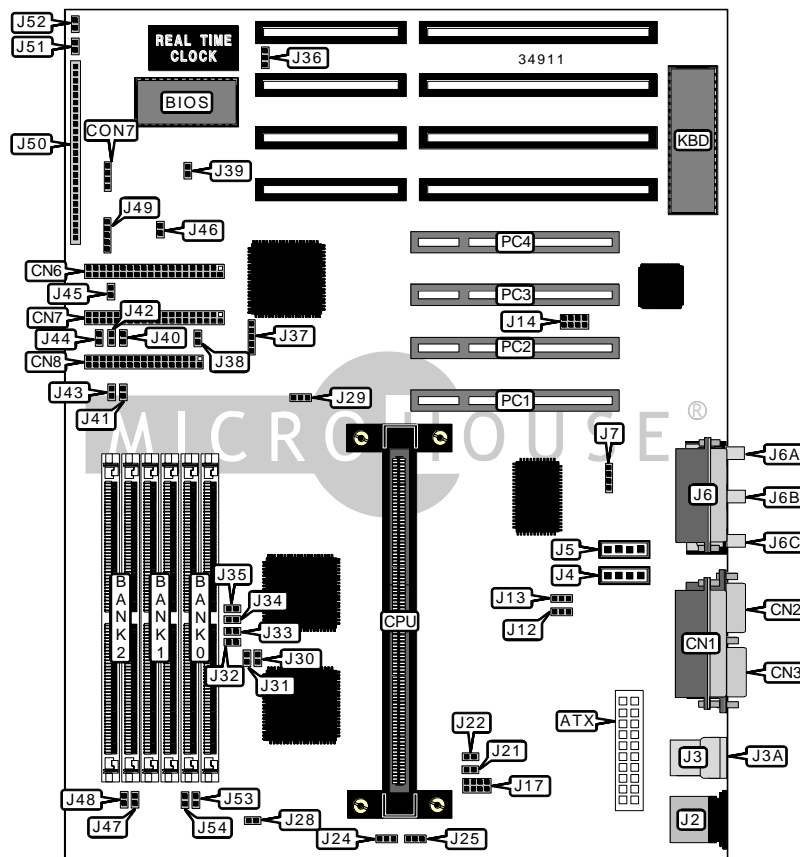 J52
J51
REAL TIME
CLOCK
J36
34911
BIOS
CON7
J50
KBD
J39
J49
J46
PC4
CN6
J45
J42
PC3
CN7
J14
J44
J40
J37
PC2
CN8
J38
J43
J29
PC1
J41
MICROHOUSE®
J7
J6A
J6
J6B
J6C
J5
J35
J4
BANK2
BANK1
BANK0
J34
J13
CN2
J33
CPU
J12
CN1
J32
J30
J31
CN3
ATX
J22
J3
J3A
J21
J17
J48
J53
J47
J54
J28
J2
J24
J25